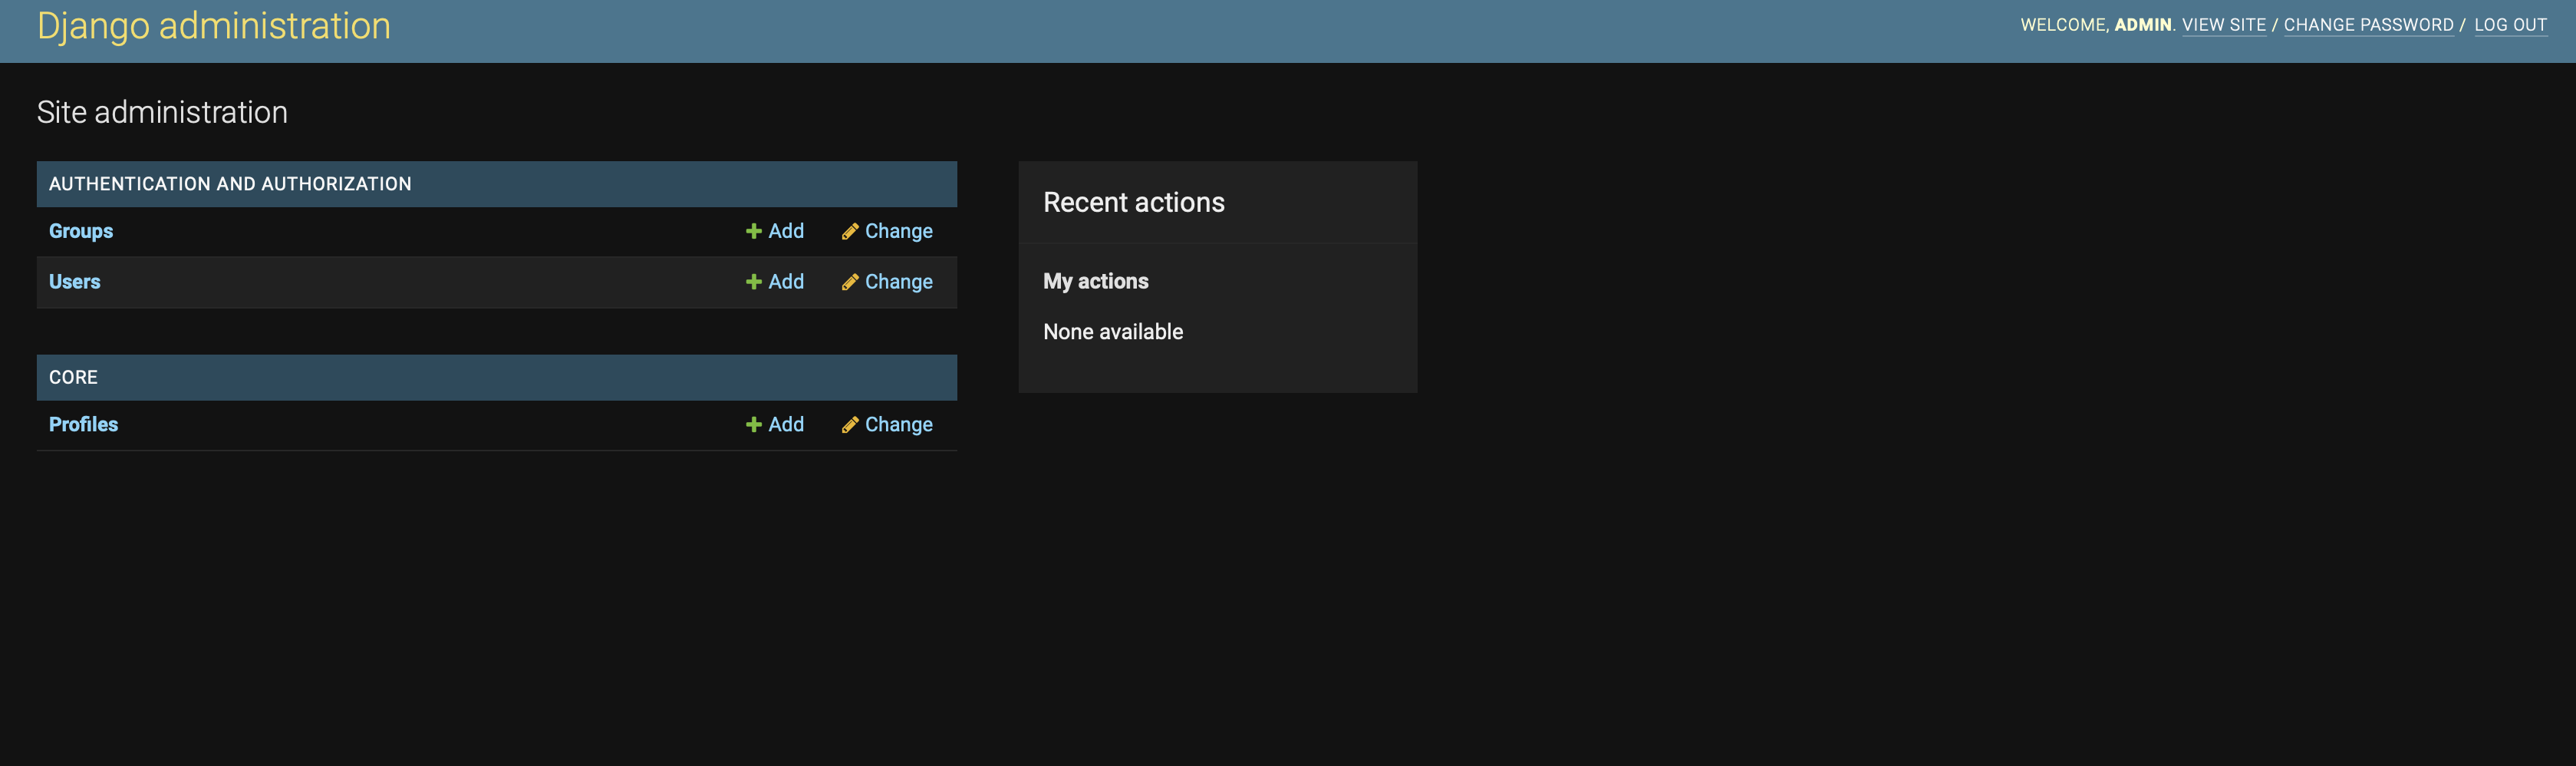 Django administration
WELCOME, ADMIN. VIEW SITE / CHANGE PASSWORD / LOG OUT
Site administration
AUTHENTICATION AND AUTHORIZATION
Groups Add Change
Users Add Change
CORE
Profiles Add Change
Recent actions
My actions
None available